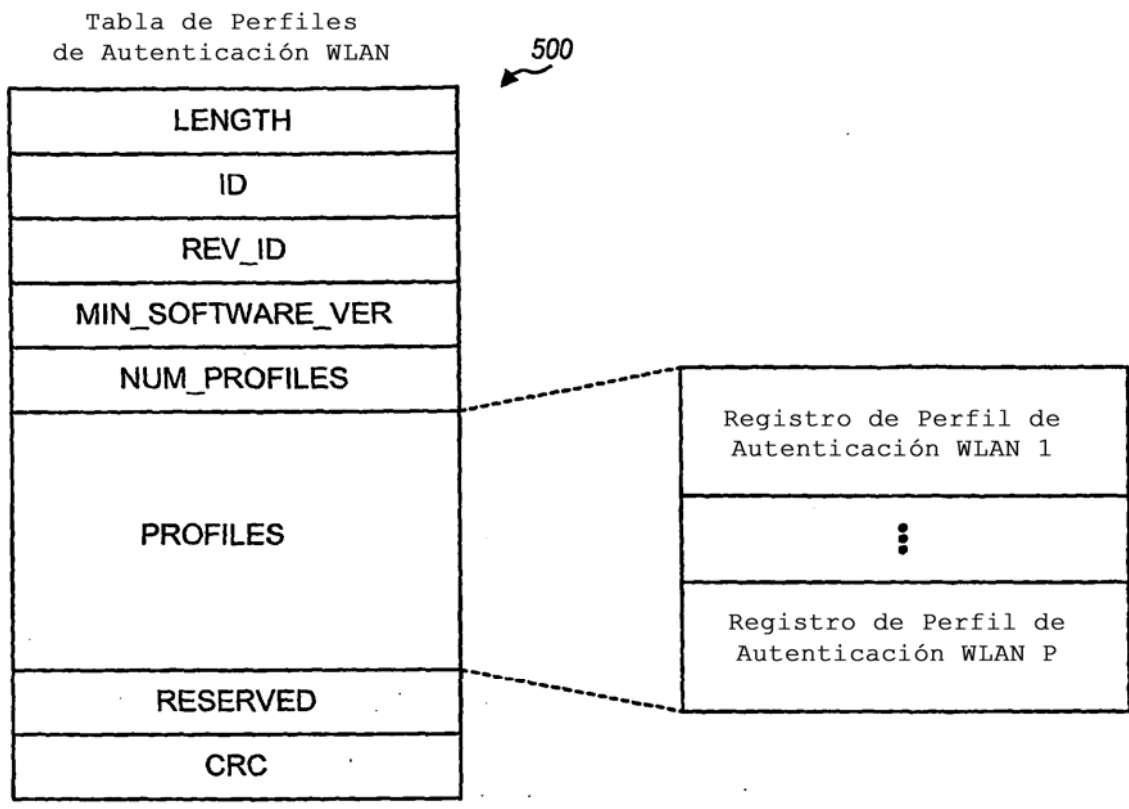 Tabla de Perfiles
de Autenticación WLAN
500
LENGTH
ID
REV_ID
MIN_SOFTWARE_VER
NUM_PROFILES
PROFILES
RESERVED
CRC
Registro de Perfil de
Autenticación WLAN 1
Registro de Perfil de
Autenticación WLAN P